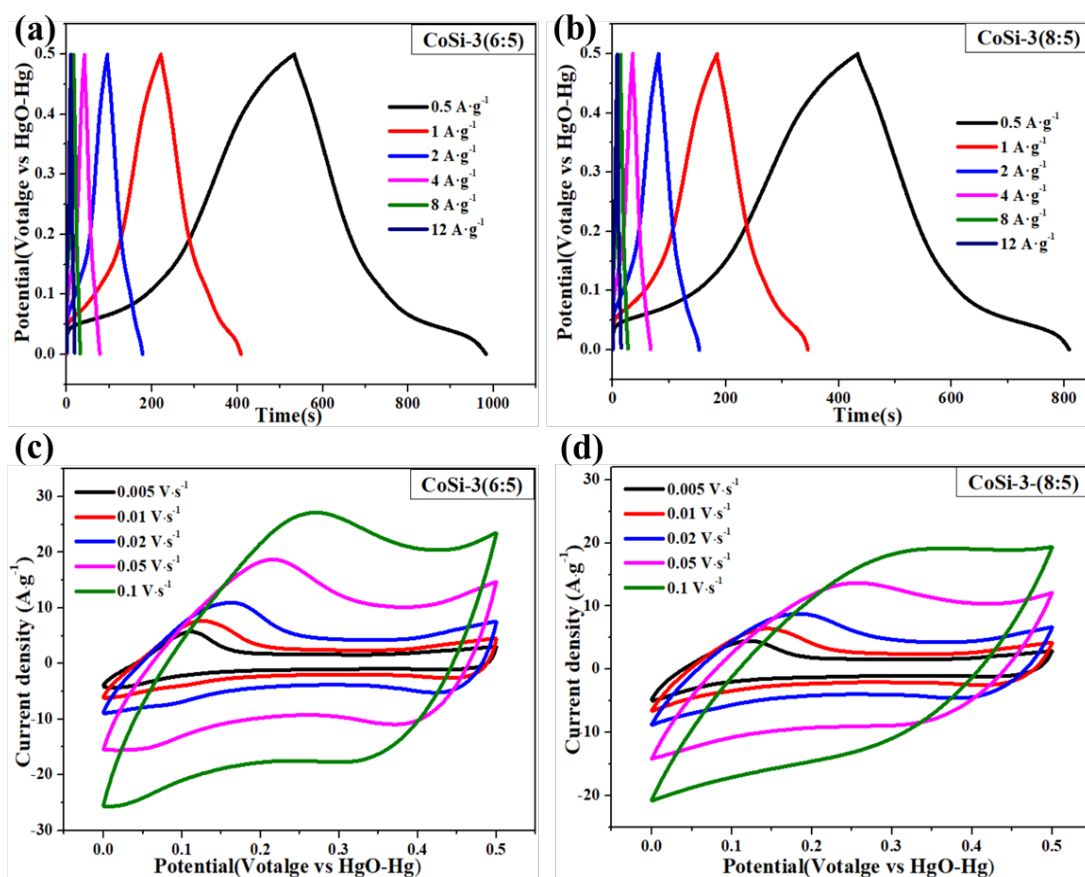 (a)
CoSi-3(6:5)
0.5 A·g⁻¹
1 A·g⁻¹
2 A·g⁻¹
4 A·g⁻¹
8 A·g⁻¹
12 A·g⁻¹
Potential(Votalge vs HgO-Hg)
0.5
0.4
0.3
0.2
0.1
0.0
0
200
400
600
800
1000
Time(s)
(b)
CoSi-3(8:5)
0.5 A·g⁻¹
1 A·g⁻¹
2 A·g⁻¹
4 A·g⁻¹
8 A·g⁻¹
12 A·g⁻¹
Potential(Votalge vs HgO-Hg)
0.5
0.4
0.3
0.2
0.1
0.0
0
200
400
600
800
Time(s)
(c)
CoSi-3(6:5)
0.005 V·s⁻¹
0.01 V·s⁻¹
0.02 V·s⁻¹
0.05 V·s⁻¹
0.1 V·s⁻¹
Current density (A·g⁻¹)
30
20
10
0
-10
-20
-30
0.0
0.1
0.2
0.3
0.4
0.5
Potential(Votalge vs HgO-Hg)
(d)
CoSi-3-(8:5)
0.005 V·s⁻¹
0.01 V·s⁻¹
0.02 V·s⁻¹
0.05 V·s⁻¹
0.1 V·s⁻¹
Current density (A·g⁻¹)
30
20
10
0
-10
-20
0.0
0.1
0.2
0.3
0.4
0.5
Potential(Votalge vs HgO-Hg)